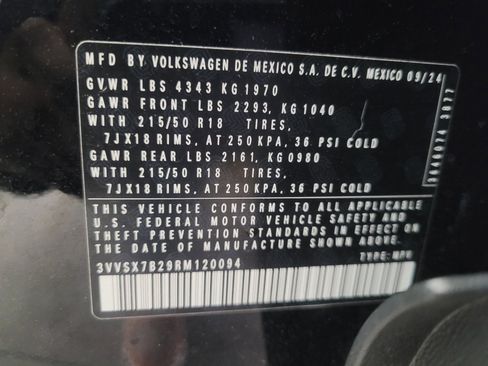 MFD BY VOLKSWAGEN DE MEXICO S.A. DE C.V. MEXICO 09/24
GVWR LBS 4343 KG 1970
GAWR FRONT LBS 2293, KG 1040
WITH 215/50 R18 TIRES,
7JX18 RIMS, AT 250 KPA, 36 PSI COLD
GAWR REAR LBS 2161, KG0980
WITH 215/50 R18 TIRES,
7JX18 RIMS, AT 250 KPA, 36 PSI COLD
THIS VEHICLE CONFORMS TO ALL APPLICABLE
U.S. FEDERAL MOTOR VEHICLE SAFETY AND
THEFT PREVENTION STANDARDS IN EFFECT ON
THE DATE OF MANUFACTURE SHOWN ABOVE
3VVSX7B29RM120094
TYPE: MPV